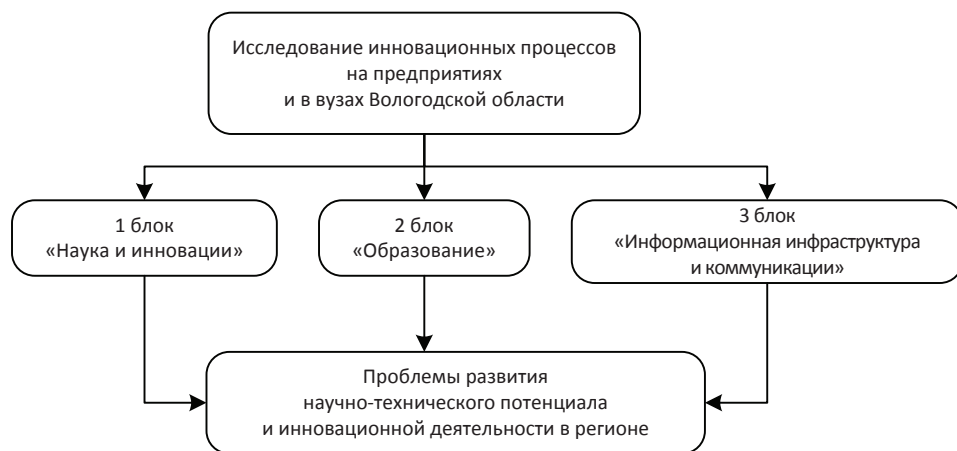 Исследование инновационных процессов
на предприятиях
и в вузах Вологодской области
1 блок
«Наука и инновации»
2 блок
«Образование»
3 блок
«Информационная инфраструктура
и коммуникации»
Проблемы развития
научно-технического потенциала
и инновационной деятельности в регионе